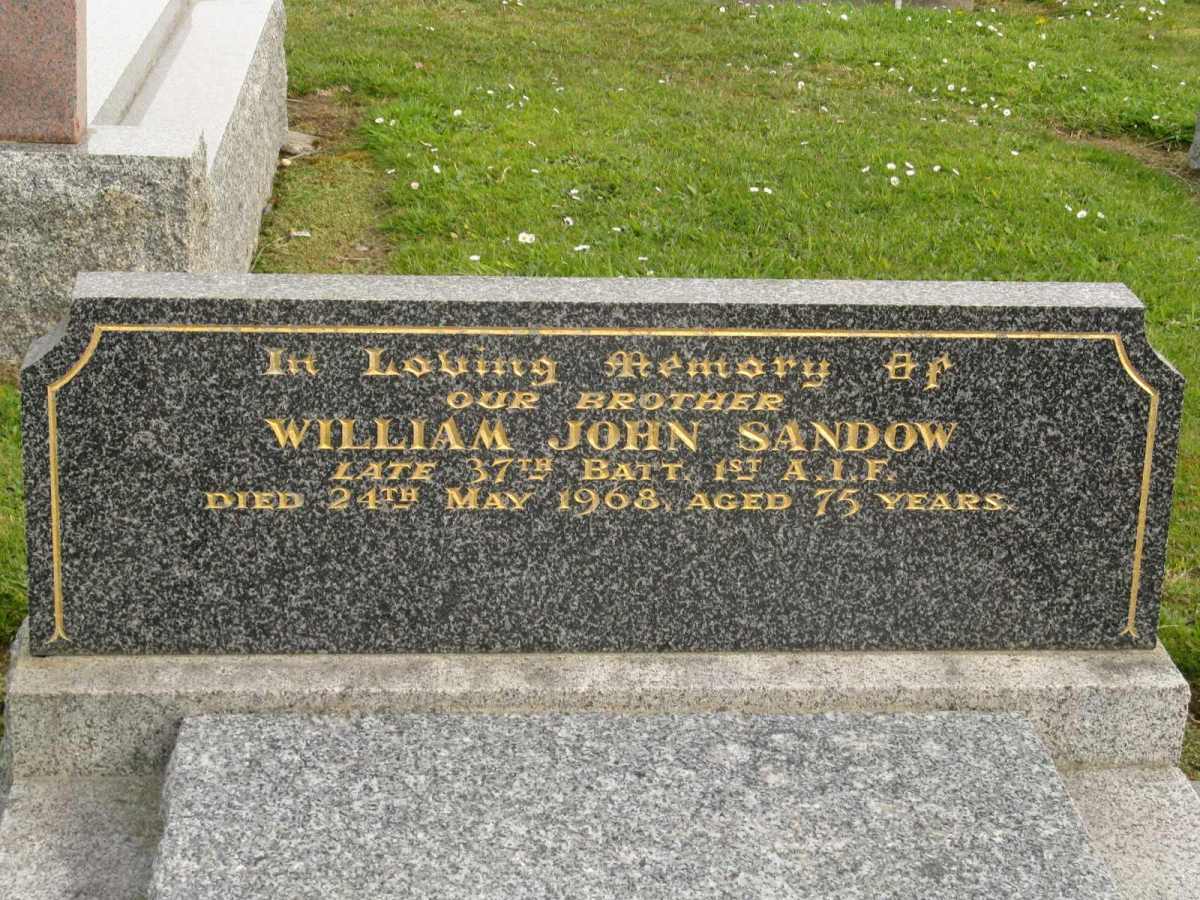 In Loving Memory Of
OUR BROTHER
WILLIAM JOHN SANDOW
LATE 37TH BATT. 1ST A.I.F.
DIED 24TH MAY 1968, AGED 75 YEARS.